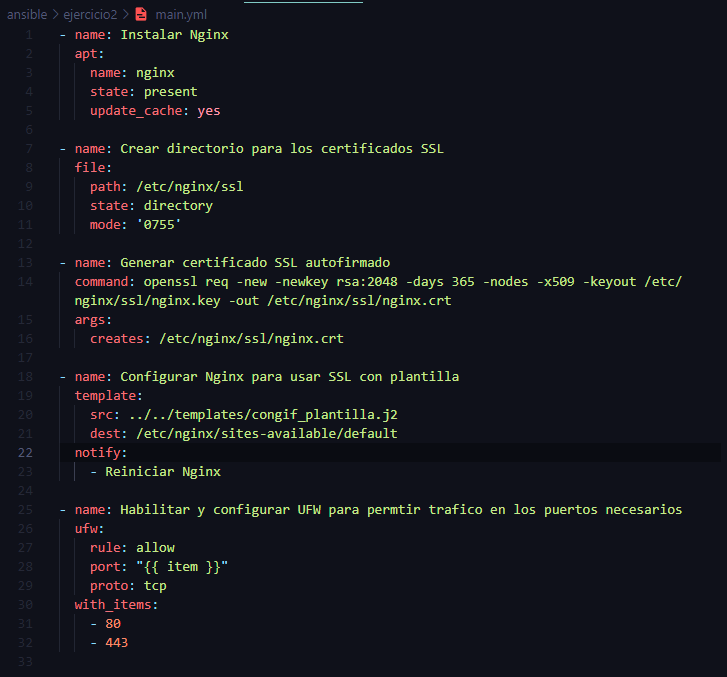 ansible > ejercicio2 > main.yml
1 - name: Instalar Nginx
2 apt:
3 name: nginx
4 state: present
5 update_cache: yes
6
7 - name: Crear directorio para los certificados SSL
8 file:
9 path: /etc/nginx/ssl
10 state: directory
11 mode: '0755'
12
13 - name: Generar certificado SSL autofirmado
14 command: openssl req -new -newkey rsa:2048 -days 365 -nodes -x509 -keyout /etc/
nginx/ssl/nginx.key -out /etc/nginx/ssl/nginx.crt
15 args:
16 creates: /etc/nginx/ssl/nginx.crt
17
18 - name: Configurar Nginx para usar SSL con plantilla
19 template:
20 src: ../../templates/congif_plantilla.j2
21 dest: /etc/nginx/sites-available/default
22 notify:
23 - Reiniciar Nginx
24
25 - name: Habilitar y configurar UFW para permtir trafico en los puertos necesarios
26 ufw:
27 rule: allow
28 port: "{{ item }}"
29 proto: tcp
30 with_items:
31 - 80
32 - 443
33